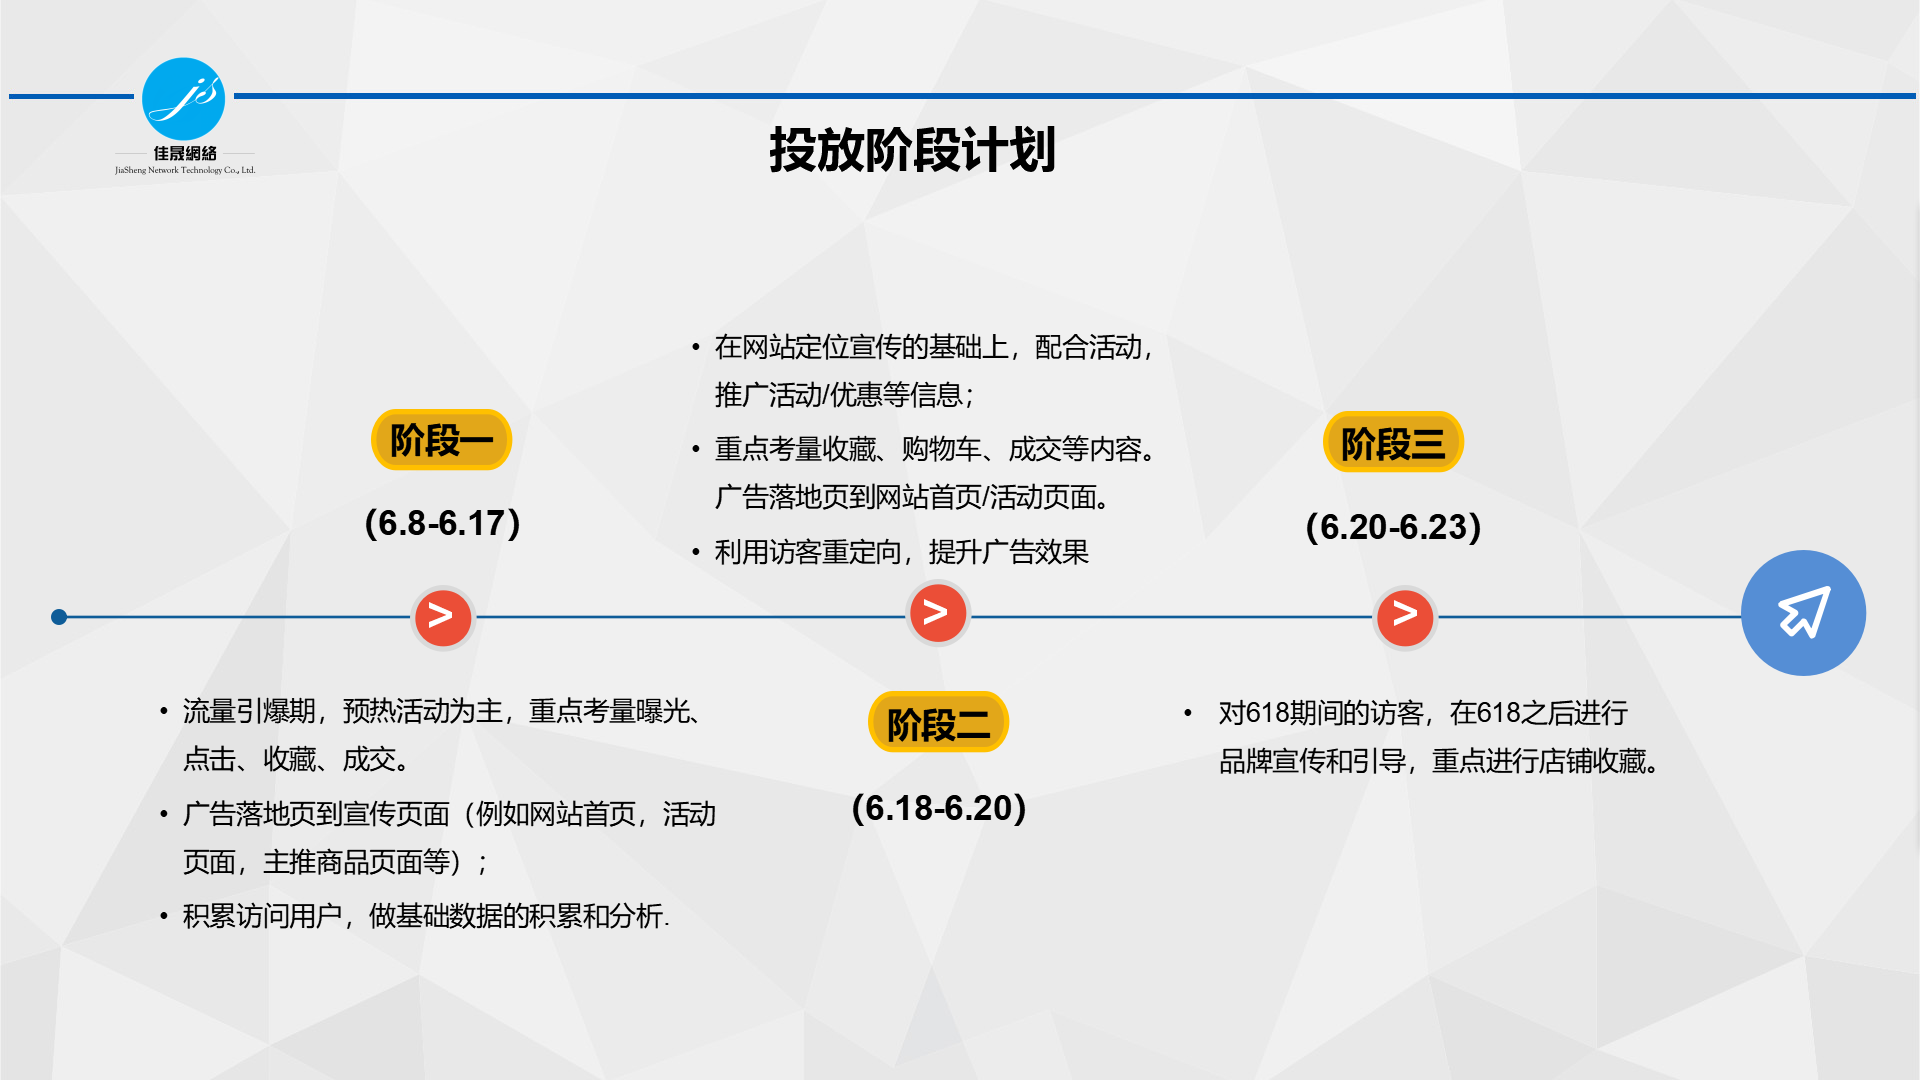 佳晟網絡
JiaSheng Network Technology Co., Ltd.
投放阶段计划
阶段一
（6.8-6.17）
• 流量引爆期，预热活动为主，重点考量曝光、
点击、收藏、成交。
• 广告落地页到宣传页面（例如网站首页，活动
页面，主推商品页面等）；
• 积累访问用户，做基础数据的积累和分析.
• 在网站定位宣传的基础上，配合活动，
推广活动/优惠等信息；
• 重点考量收藏、购物车、成交等内容。
广告落地页到网站首页/活动页面。
• 利用访客重定向，提升广告效果
阶段二
（6.18-6.20）
阶段三
（6.20-6.23）
• 对618期间的访客，在618之后进行
品牌宣传和引导，重点进行店铺收藏。
> > >